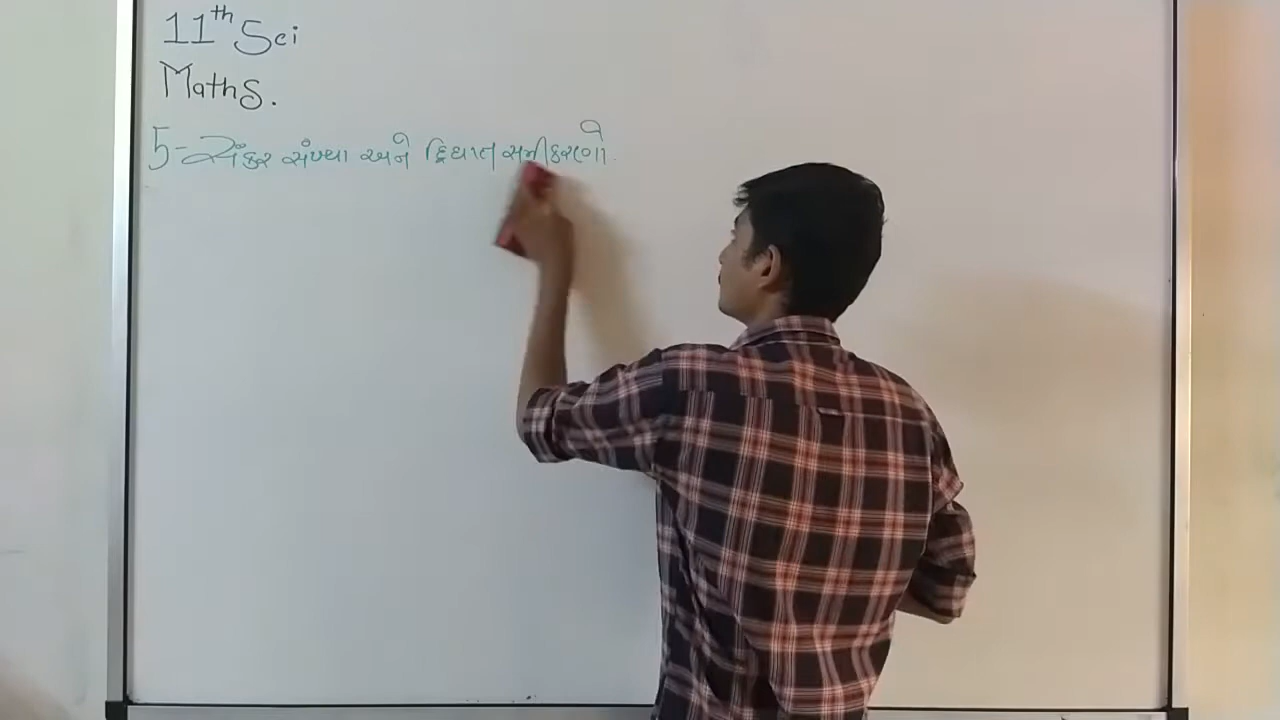 11th Sci
Maths.
5- સંકર સંખ્યા અને દ્વિઘાત સમીકરણો.